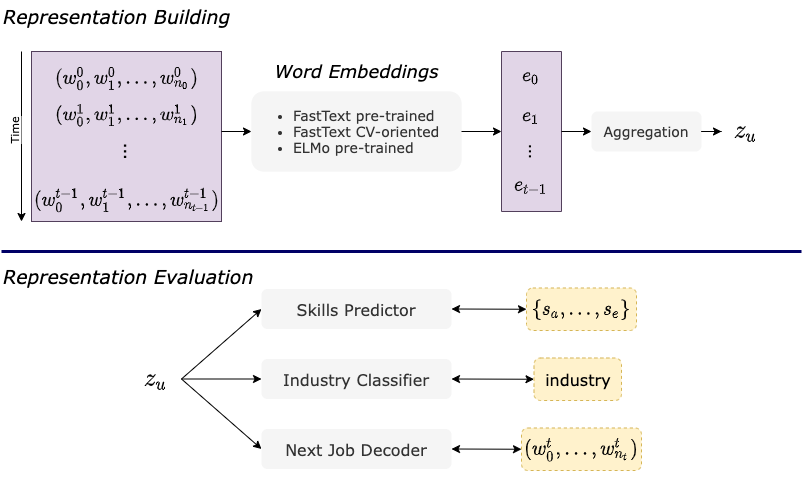 Representation Building
Time
(w_0^0, w_1^0, ..., w_{n_0}^0)
(w_0^1, w_1^1, ..., w_{n_1}^1)
⋮
(w_0^{t-1}, w_1^{t-1}, ..., w_{n_{t-1}}^{t-1})
Word Embeddings
• FastText pre-trained
• FastText CV-oriented
• ELMo pre-trained
e_0
e_1
⋮
e_{t-1}
Aggregation
z_u
Representation Evaluation
z_u
Skills Predictor
{s_a, ..., s_e}
Industry Classifier
industry
Next Job Decoder
(w_0^t, ..., w_{n_t}^t)